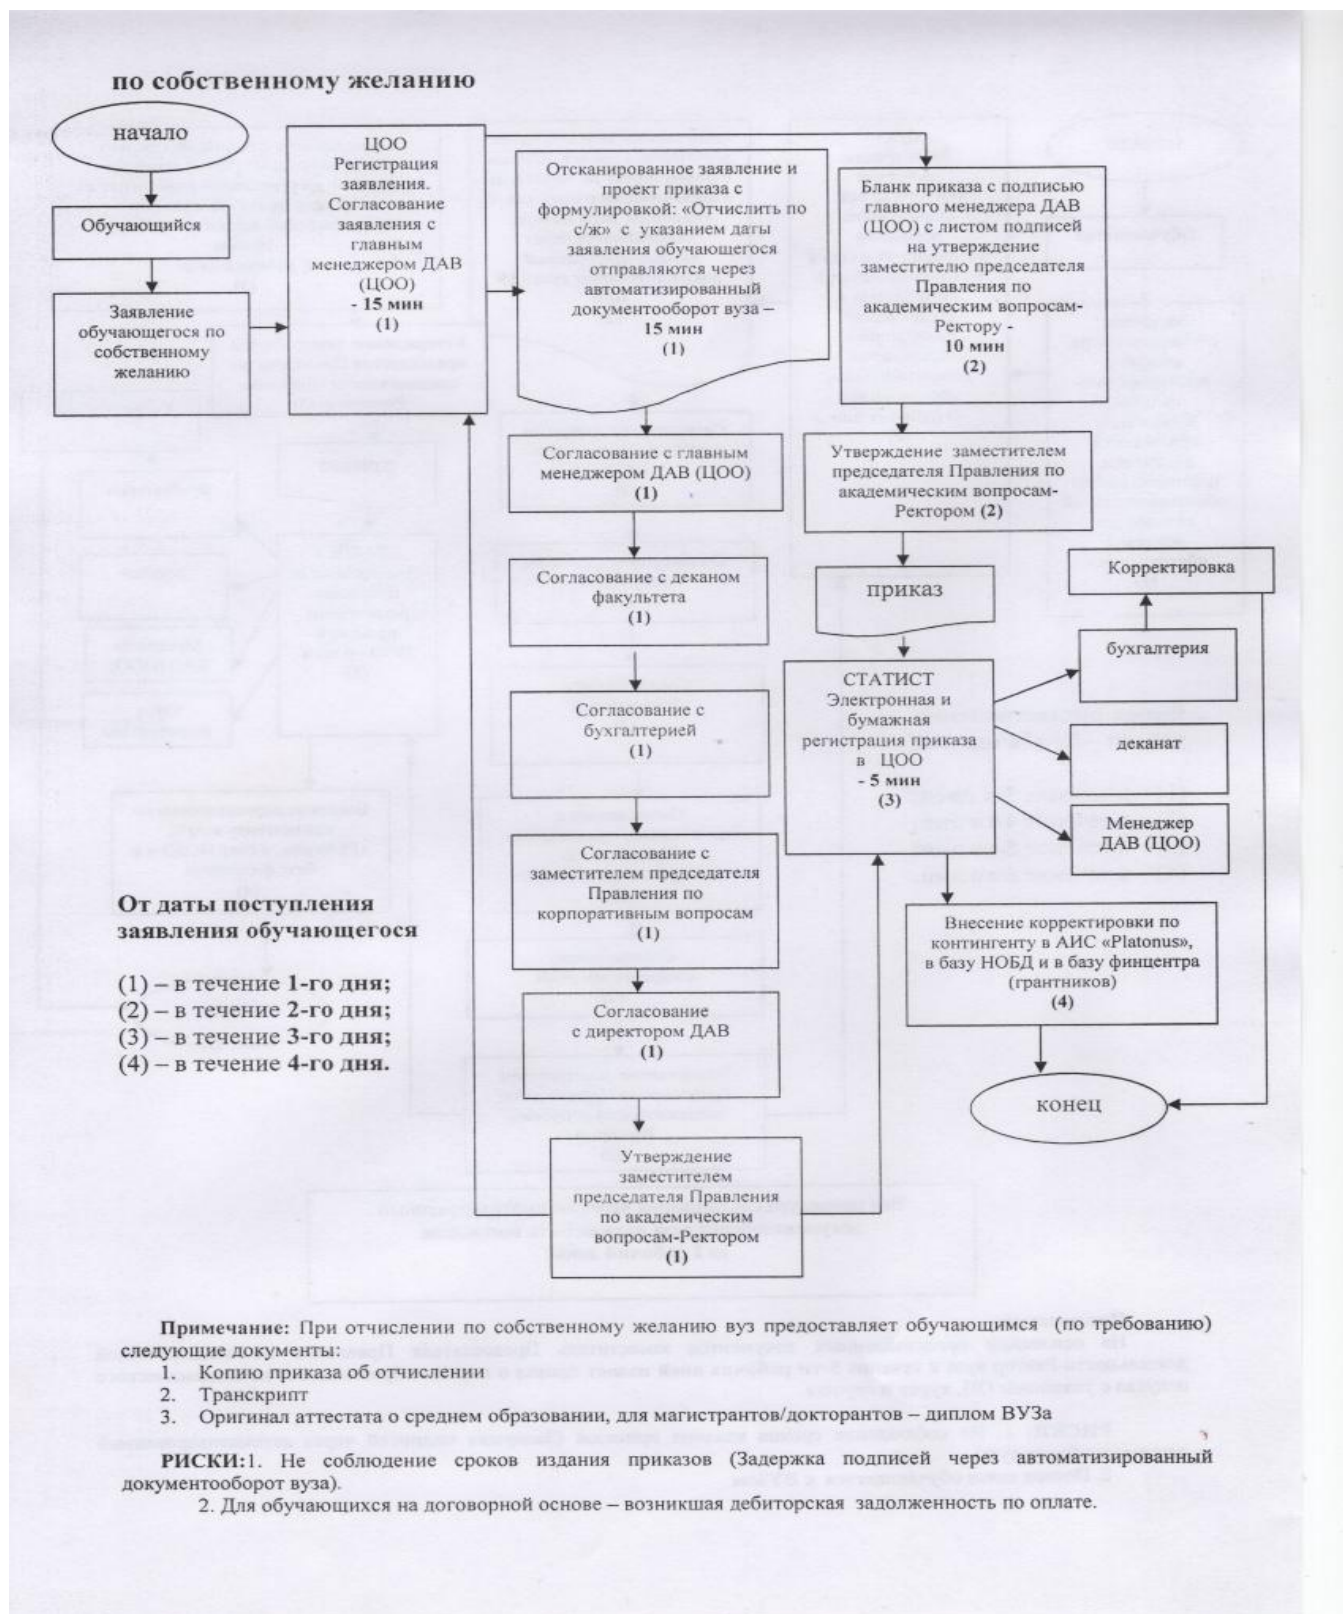 по собственному желанию
начало
Обучающийся
Заявление
обучающегося по
собственному
желанию
ЦОО
Регистрация
заявления.
Согласование
заявления с
главным
менеджером ДАВ
(ЦОО)
- 15 мин
(1)
Отсканированное заявление и
проект приказа с
формулировкой: «Отчислить по
с/ж» с указанием даты
заявления обучающегося
отправляются через
автоматизированный
документооборот вуза –
15 мин
(1)
Бланк приказа с подписью
главного менеджера ДАВ
(ЦОО) с листом подписей
на утверждение
заместителю председателя
Правления по
академическим вопросам-
Ректору -
10 мин
(2)
Согласование с главным
менеджером ДАВ (ЦОО)
(1)
Согласование с деканом
факультета
(1)
Согласование с
бухгалтерией
(1)
Согласование с
заместителем председателя
Правления по
корпоративным вопросам
(1)
Согласование
с директором ДАВ
(1)
Утверждение
заместителем
председателя Правления
по академическим
вопросам-Ректором
(1)
Утверждение заместителем
председателя Правления по
академическим вопросам-
Ректором (2)
приказ
СТАТИСТ
Электронная и
бумажная
регистрация приказа
в ЦОО
- 5 мин
(3)
Корректировка
бухгалтерия
деканат
Менеджер
ДАВ (ЦОО)
Внесение корректировки по
контингенту в АИС «Platonus»,
в базу НОБД и в базу финцентра
(грантников)
(4)
конец
От даты поступления
заявления обучающегося
(1) – в течение 1-го дня;
(2) – в течение 2-го дня;
(3) – в течение 3-го дня;
(4) – в течение 4-го дня.
Примечание: При отчислении по собственному желанию вуз предоставляет обучающимся (по требованию)
следующие документы:
1. Копию приказа об отчислении
2. Транскрипт
3. Оригинал аттестата о среднем образовании, для магистрантов/докторантов – диплом ВУЗа
РИСКИ:1. Не соблюдение сроков издания приказов (Задержка подписей через автоматизированный
документооборот вуза).
2. Для обучающихся на договорной основе – возникшая дебиторская задолженность по оплате.